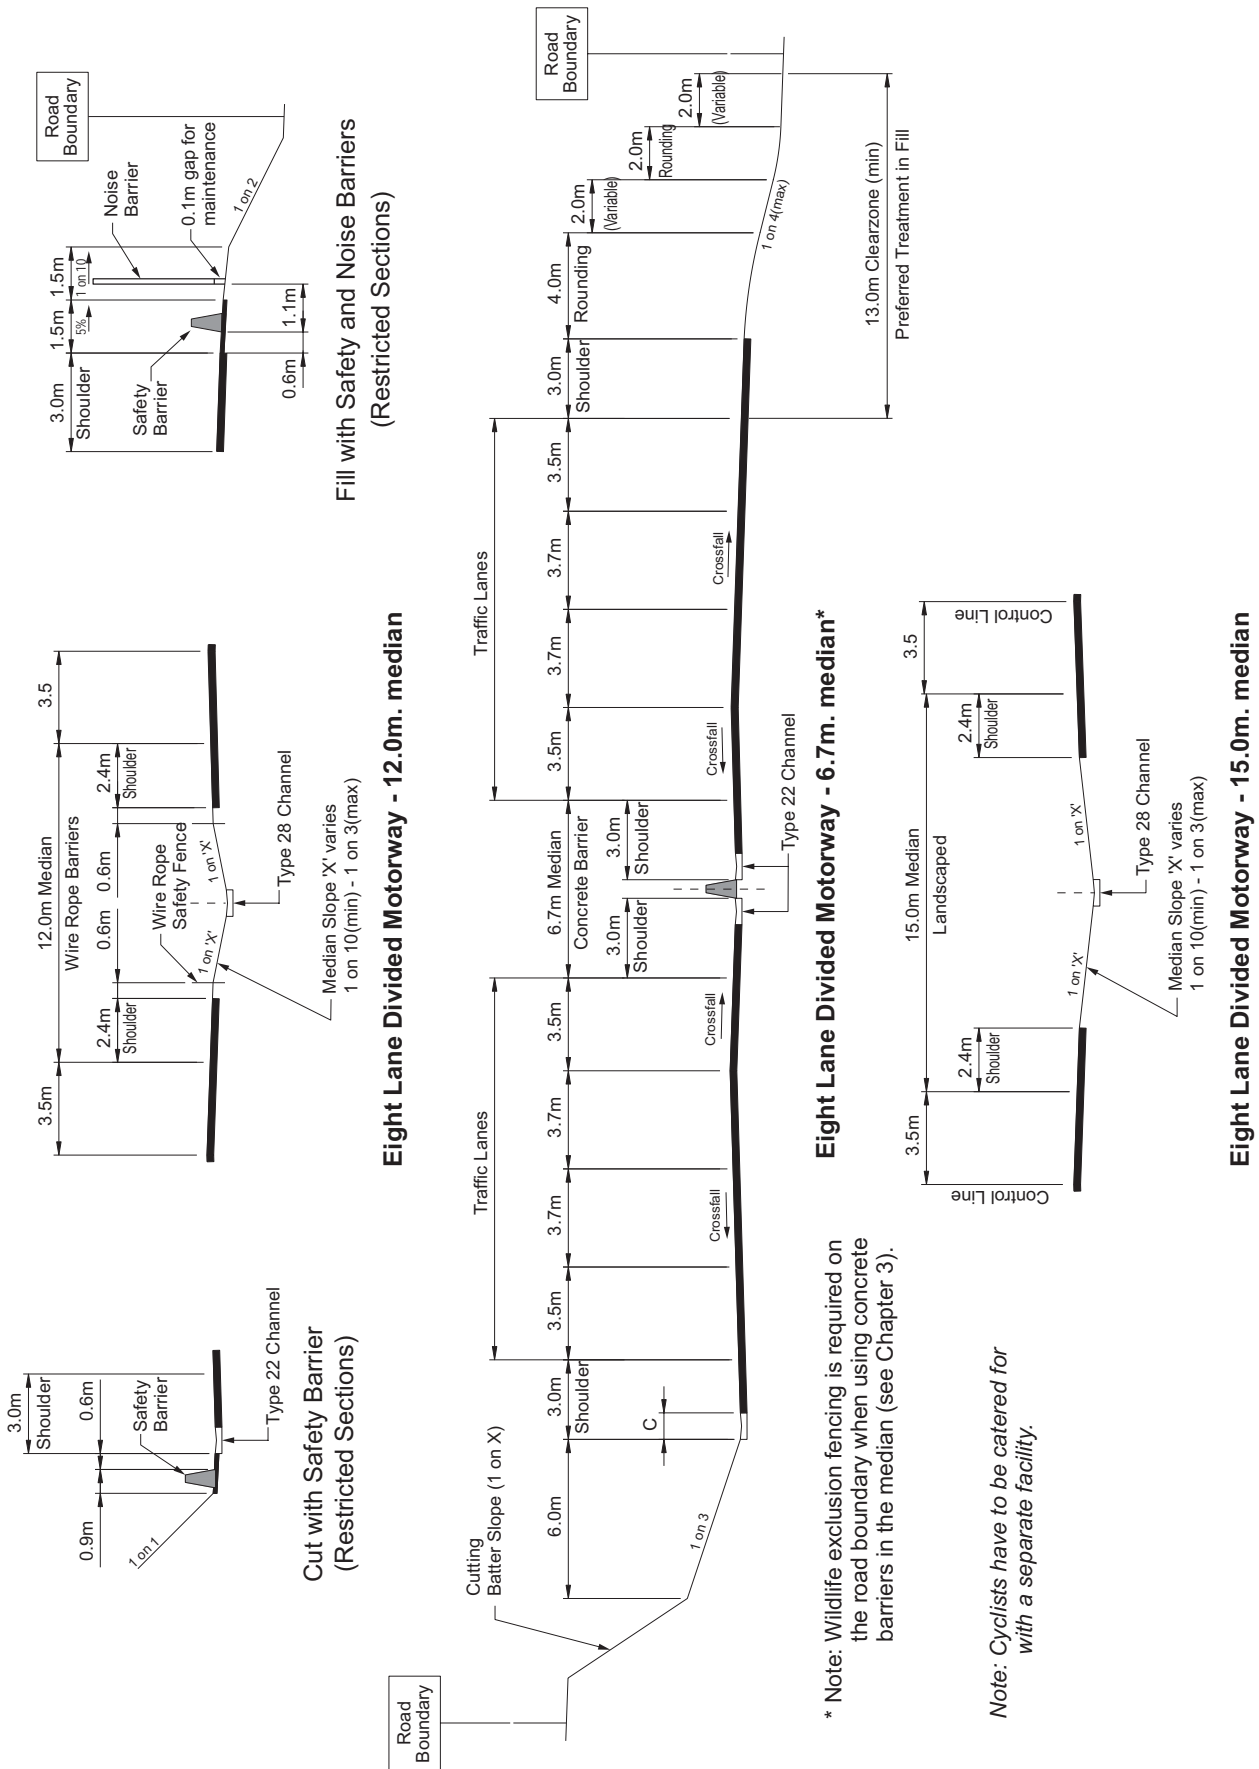 3.0m
Shoulder
0.6m
0.9m
Safety
Barrier
1 on 1
Type 22 Channel
Cut with Safety Barrier
(Restricted Sections)
12.0m Median
Wire Rope Barriers
3.5m
3.5
2.4m
Shoulder
0.6m
0.6m
2.4m
Shoulder
Wire Rope
Safety Fence
1 on 'X'
1 on 'X'
Type 28 Channel
Median Slope 'X' varies
1 on 10(min) - 1 on 3(max)
Eight Lane Divided Motorway - 12.0m. median
Road
Boundary
Noise
Barrier
0.1m gap for
maintenance
3.0m
Shoulder
1.5m
5%
1.5m
1 on 10
Safety
Barrier
1 on 2
0.6m
1.1m
Fill with Safety and Noise Barriers
(Restricted Sections)
Road
Boundary
Cutting
Batter Slope (1 on X)
Traffic Lanes
Traffic Lanes
Road
Boundary
6.0m
3.0m
Shoulder
3.5m
3.7m
3.7m
3.5m
6.7m Median
Concrete Barrier
3.5m
3.7m
3.7m
3.5m
3.0m
Shoulder
4.0m
Rounding
2.0m
(Variable)
2.0m
Rounding
2.0m
(Variable)
C
3.0m
Shoulder
3.0m
Shoulder
1 on 3
Crossfall
Crossfall
Crossfall
Crossfall
1 on 4(max)
Type 22 Channel
13.0m Clearzone (min)
Preferred Treatment in Fill
Eight Lane Divided Motorway - 6.7m. median*
* Note: Wildlife exclusion fencing is required on
the road boundary when using concrete
barriers in the median (see Chapter 3).
Note: Cyclists have to be catered for
with a separate facility.
3.5m
15.0m Median
Landscaped
3.5
2.4m
Shoulder
2.4m
Shoulder
Control Line
Control Line
1 on 'X'
1 on 'X'
Type 28 Channel
Median Slope 'X' varies
1 on 10(min) - 1 on 3(max)
Eight Lane Divided Motorway - 15.0m. median